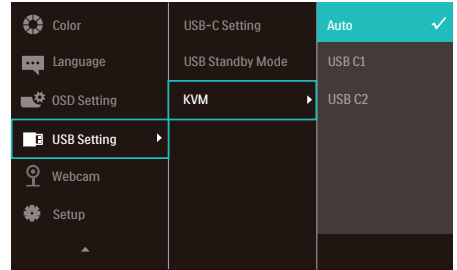 Color
Language
OSD Setting
USB Setting
Webcam
Setup
USB-C Setting
USB Standby Mode
KVM
Auto
USB C1
USB C2